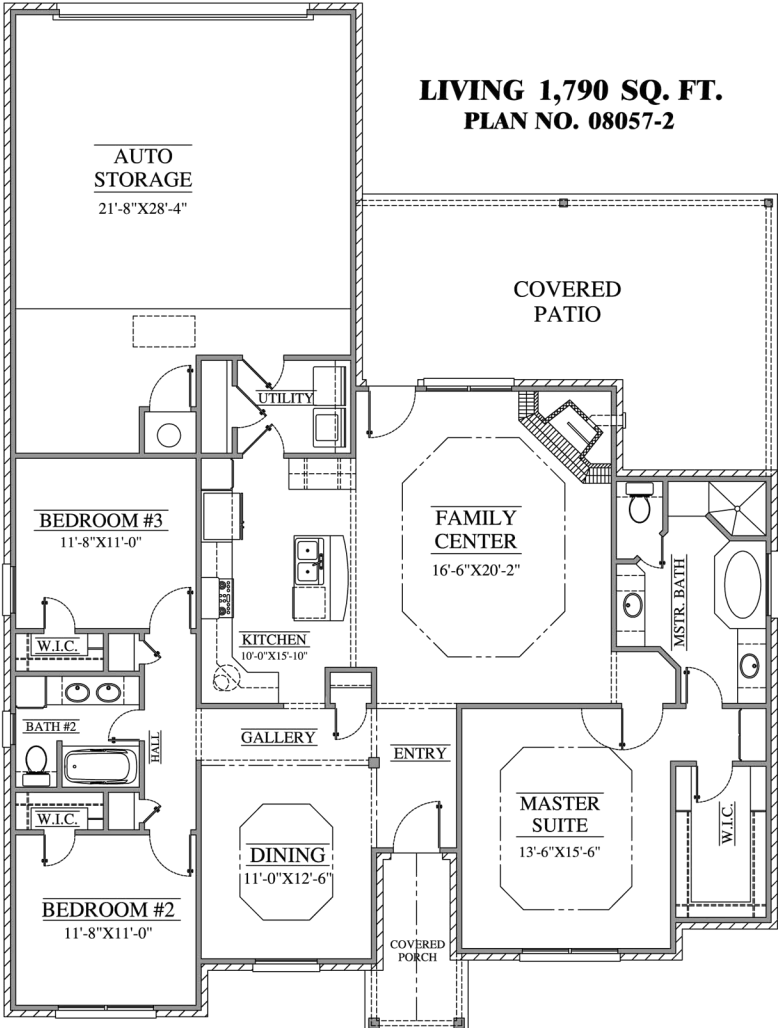 LIVING 1,790 SQ. FT.
PLAN NO. 08057-2
AUTO
STORAGE
21'-8"X28'-4"
COVERED
PATIO
UTILITY
BEDROOM #3
11'-8"X11'-0"
FAMILY
CENTER
16'-6"X20'-2"
MSTR. BATH
KITCHEN
10'-0"X15'-10"
W.I.C.
BATH #2
HALL
GALLERY
ENTRY
W.I.C.
MASTER
SUITE
13'-6"X15'-6"
W.I.C.
DINING
11'-0"X12'-6"
BEDROOM #2
11'-8"X11'-0"
COVERED
PORCH